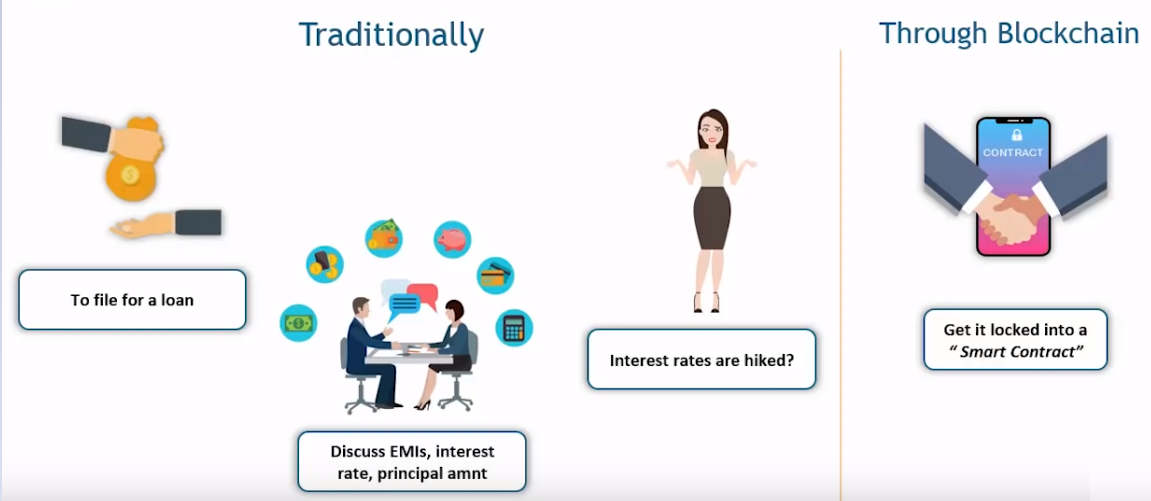 Traditionally
Through Blockchain
CONTRACT
To file for a loan
Interest rates are hiked?
Get it locked into a
“ Smart Contract”
Discuss EMIs, interest
rate, principal amnt